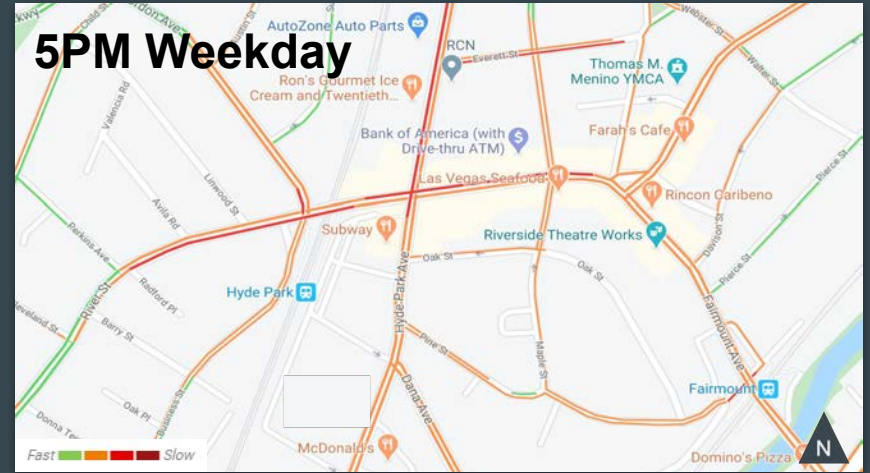 5PM Weekday
Child St
AutoZone Auto Parts
RCN
Everett St
Webster St
Walter St
Thomas M.
Menino YMCA
Ron's Gourmet Ice
Cream and Twentieth...
Valencia Rd
Bank of America (with
Drive-thru ATM)
Farah's Cafe
Pierce St
Las Vegas Seafood
Linwood St
Rincon Caribeno
Avila Rd
Subway
Riverside Theatre Works
Davison St
Perkins Ave
Oak St
Oak St
Pierce St
Hyde Park
Radford Pl
Hyde Park Ave
River St
Fairmount Ave
Barry St
Pine St
Maple St
Dana Ave
Fairmount
Business St
Oak Pl
McDonald's
Domino's Pizza
N
Fast Slow